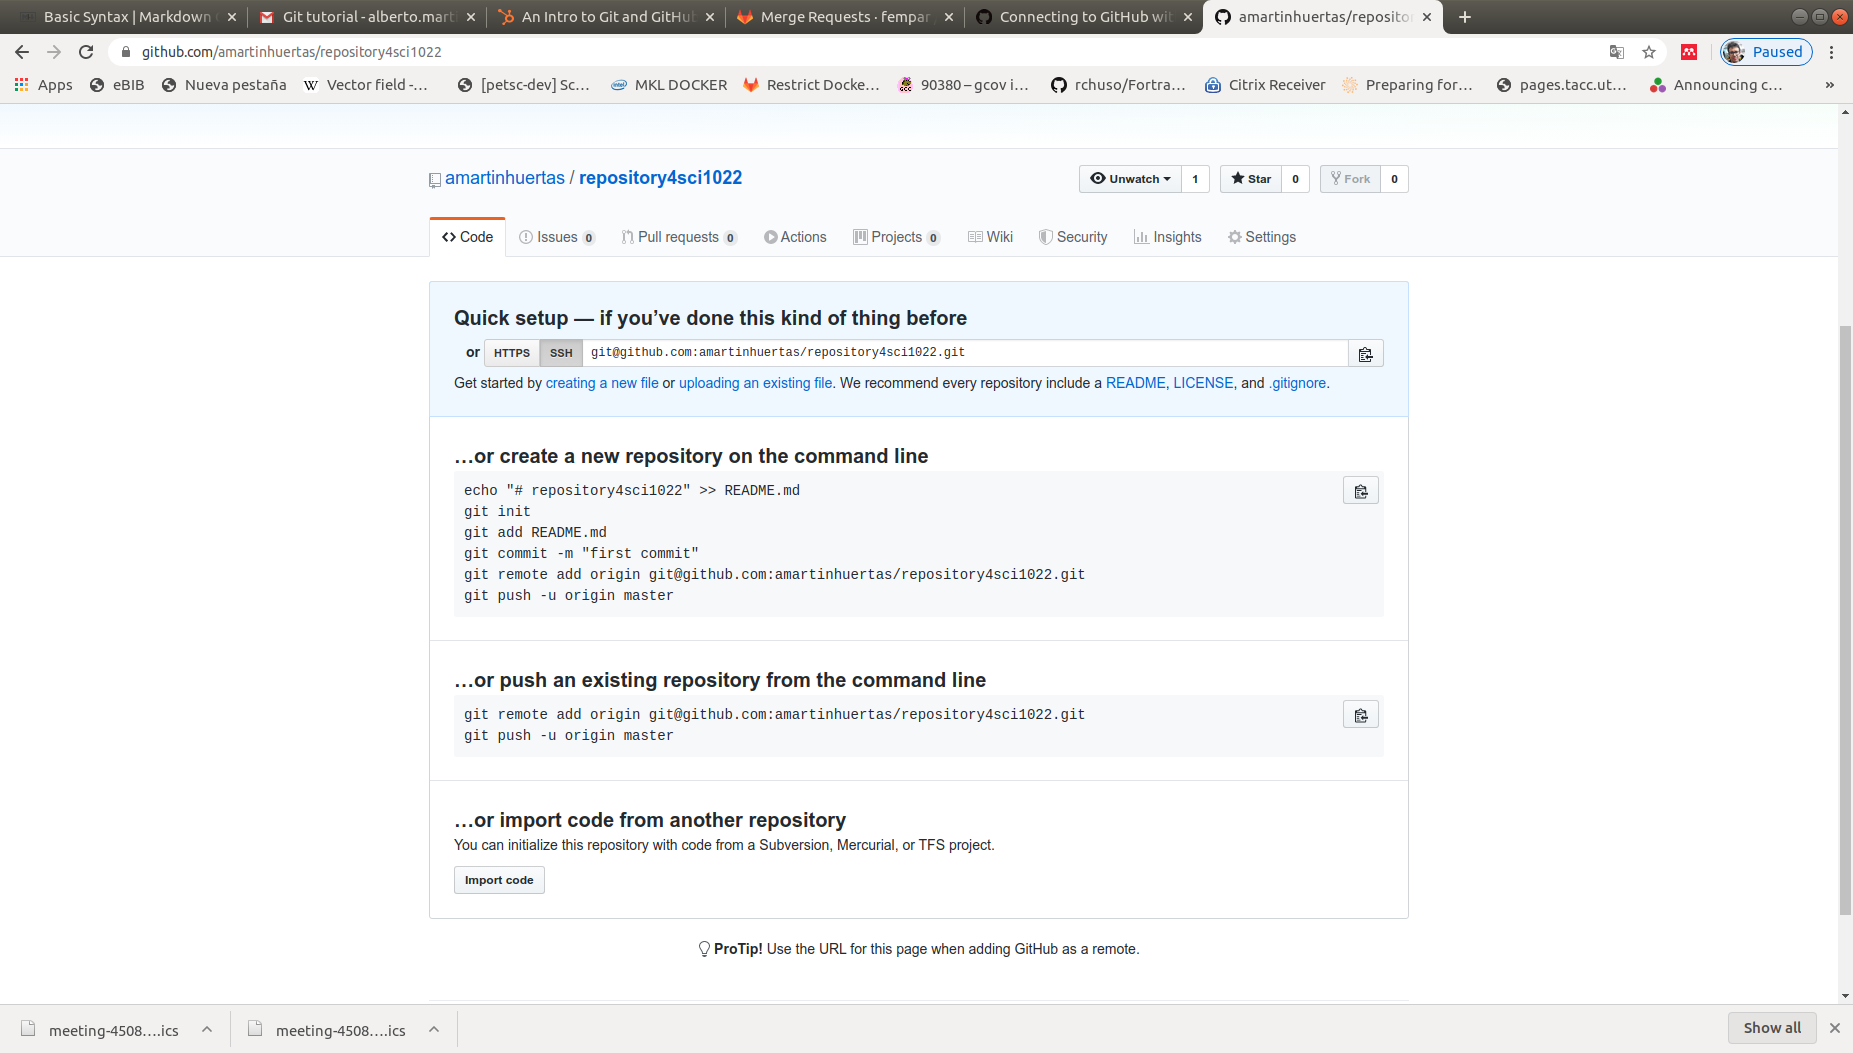 Basic Syntax | Markdown
Git tutorial - alberto.mart
An Intro to Git and GitHub
Merge Requests · fempar
Connecting to GitHub wit
amartinhuertas/reposito
github.com/amartinhuertas/repository4sci1022
Paused
Apps
eBIB
Nueva pestaña
W
Vector field -...
[petsc-dev] Sc...
MKL DOCKER
Restrict Docke...
90380 – gcov i...
rchuso/Fortra...
Citrix Receiver
Preparing for...
pages.tacc.ut...
Announcing c...
»
amartinhuertas / repository4sci1022
Unwatch 1
Star 0
Fork 0
<> Code
Issues 0
Pull requests 0
Actions
Projects 0
Wiki
Security
Insights
Settings
Quick setup — if you’ve done this kind of thing before
or HTTPS SSH git@github.com:amartinhuertas/repository4sci1022.git
Get started by creating a new file or uploading an existing file. We recommend every repository include a README, LICENSE, and .gitignore.
…or create a new repository on the command line
echo "# repository4sci1022" >> README.md
git init
git add README.md
git commit -m "first commit"
git remote add origin git@github.com:amartinhuertas/repository4sci1022.git
git push -u origin master
…or push an existing repository from the command line
git remote add origin git@github.com:amartinhuertas/repository4sci1022.git
git push -u origin master
…or import code from another repository
You can initialize this repository with code from a Subversion, Mercurial, or TFS project.
Import code
ProTip! Use the URL for this page when adding GitHub as a remote.
meeting-4508....ics
meeting-4508....ics
Show all